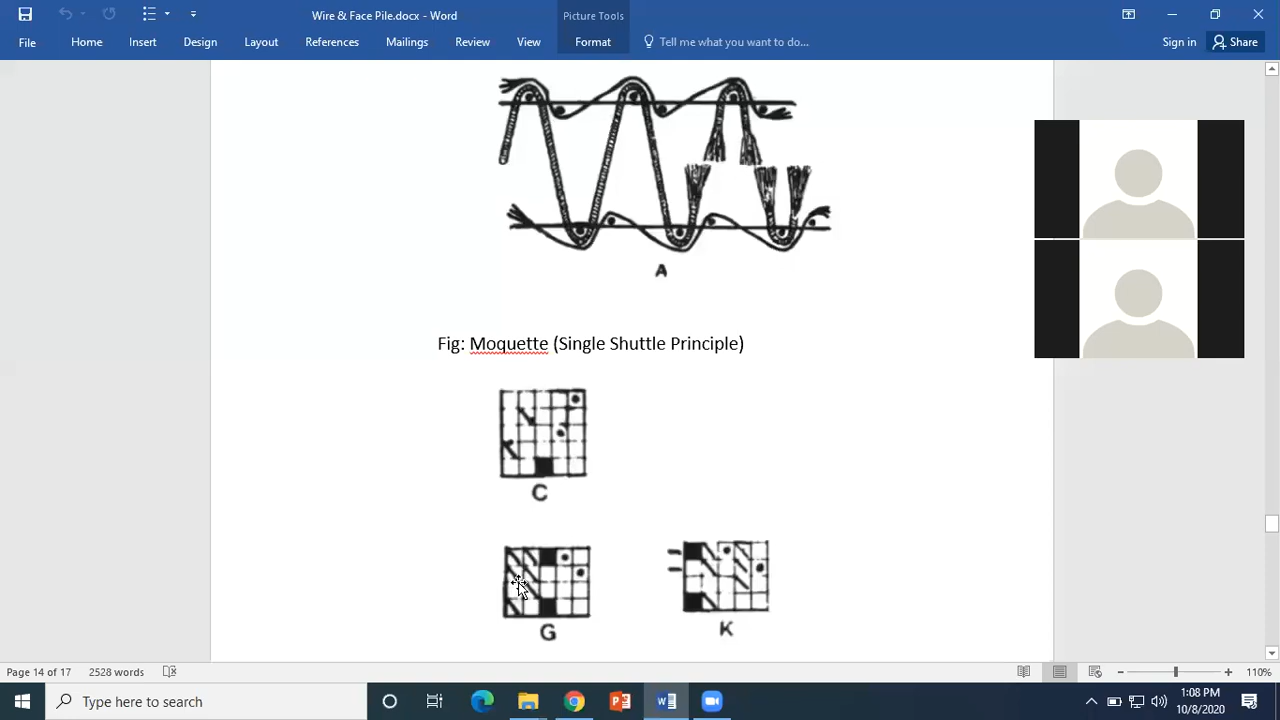 Wire & Face Pile.docx - Word
Picture Tools
File Home Insert Design Layout References Mailings Review View Format Tell me what you want to do... Sign in Share
A
Fig: Moquette (Single Shuttle Principle)
C
G K
Page 14 of 17 2528 words 110%
Type here to search
1:08 PM
10/8/2020